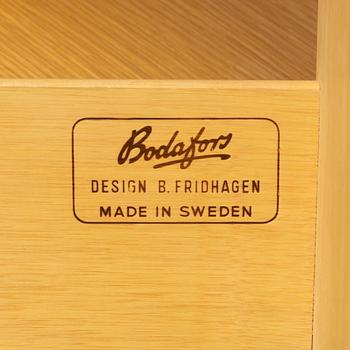 Bodafors
DESIGN B. FRIDHAGEN
MADE IN SWEDEN